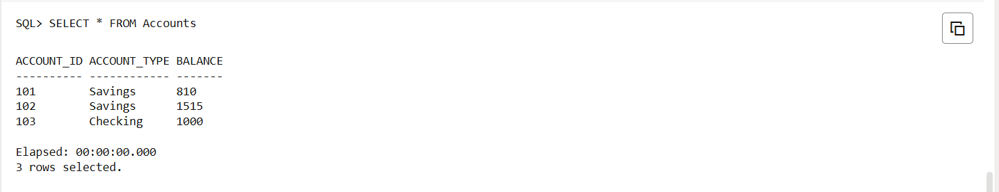 SQL> SELECT * FROM Accounts
ACCOUNT_ID ACCOUNT_TYPE BALANCE
---------- ------------ -------
101        Savings      810
102        Savings      1515
103        Checking     1000
Elapsed: 00:00:00.000
3 rows selected.